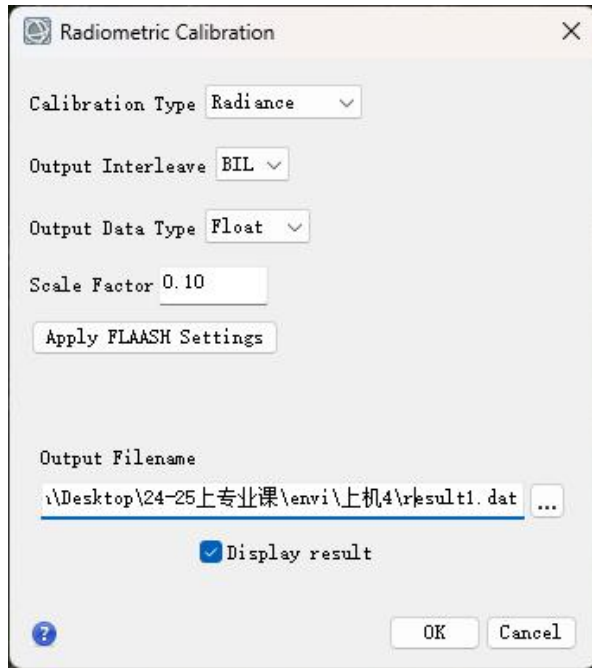 Radiometric Calibration
Calibration Type Radiance
Output Interleave BIL
Output Data Type Float
Scale Factor 0.10
Apply FLAASH Settings
Output Filename
\Desktop\24-25上专业课\envi\上机4\result1.dat ...
Display result
? OK Cancel